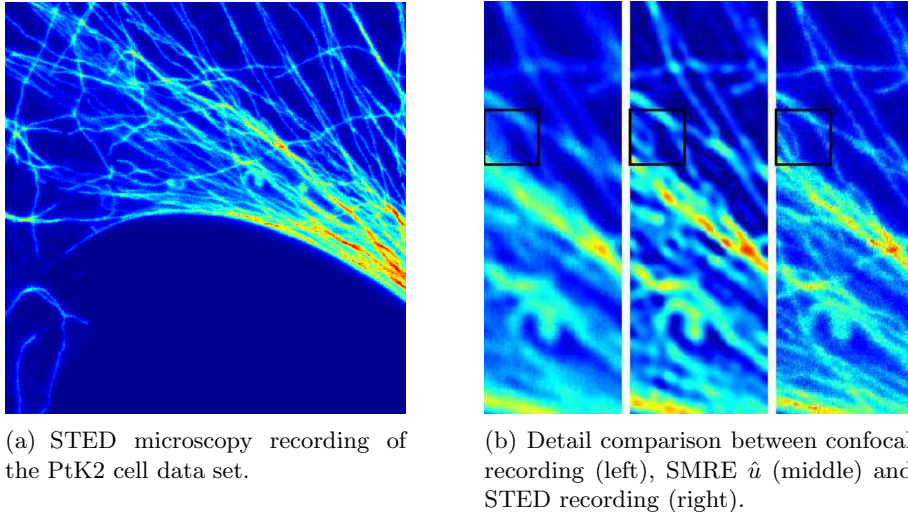 (a) STED microscopy recording of
the PtK2 cell data set.
(b) Detail comparison between confocal
recording (left), SMRE û (middle) and
STED recording (right).